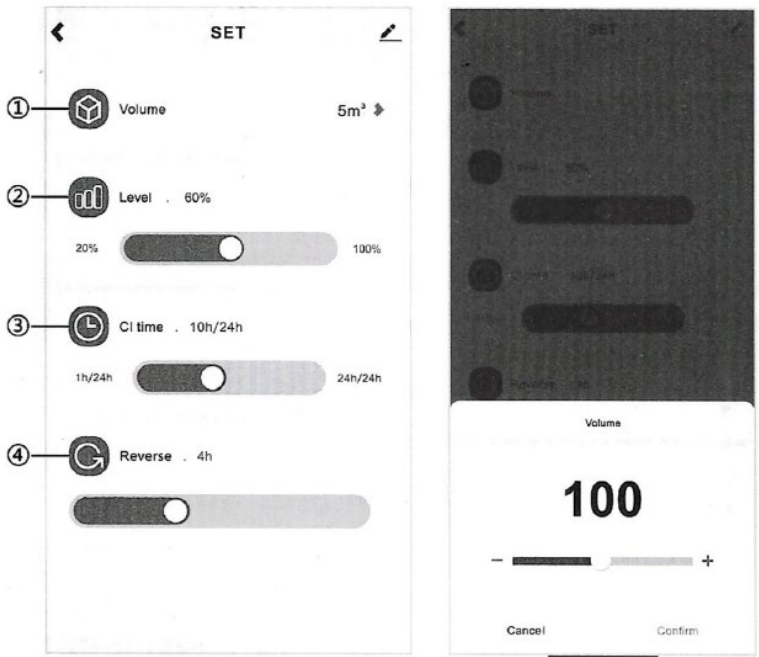 SET
① Volume 5m³
② Level . 60%
20% 100%
③ Cl time . 10h/24h
1h/24h 24h/24h
④ Reverse . 4h
SET
Volume
100
− +
Cancel Confirm